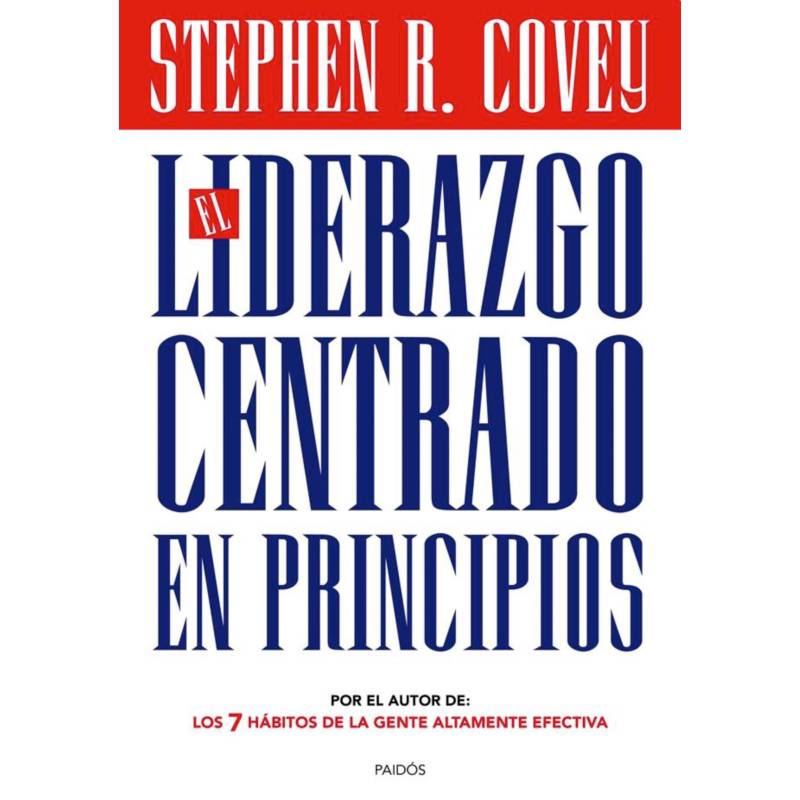 STEPHEN R. COVEY
EL
LIDERAZGO
CENTRADO
EN PRINCIPIOS
POR EL AUTOR DE:
LOS 7 HÁBITOS DE LA GENTE ALTAMENTE EFECTIVA
PAIDÓS